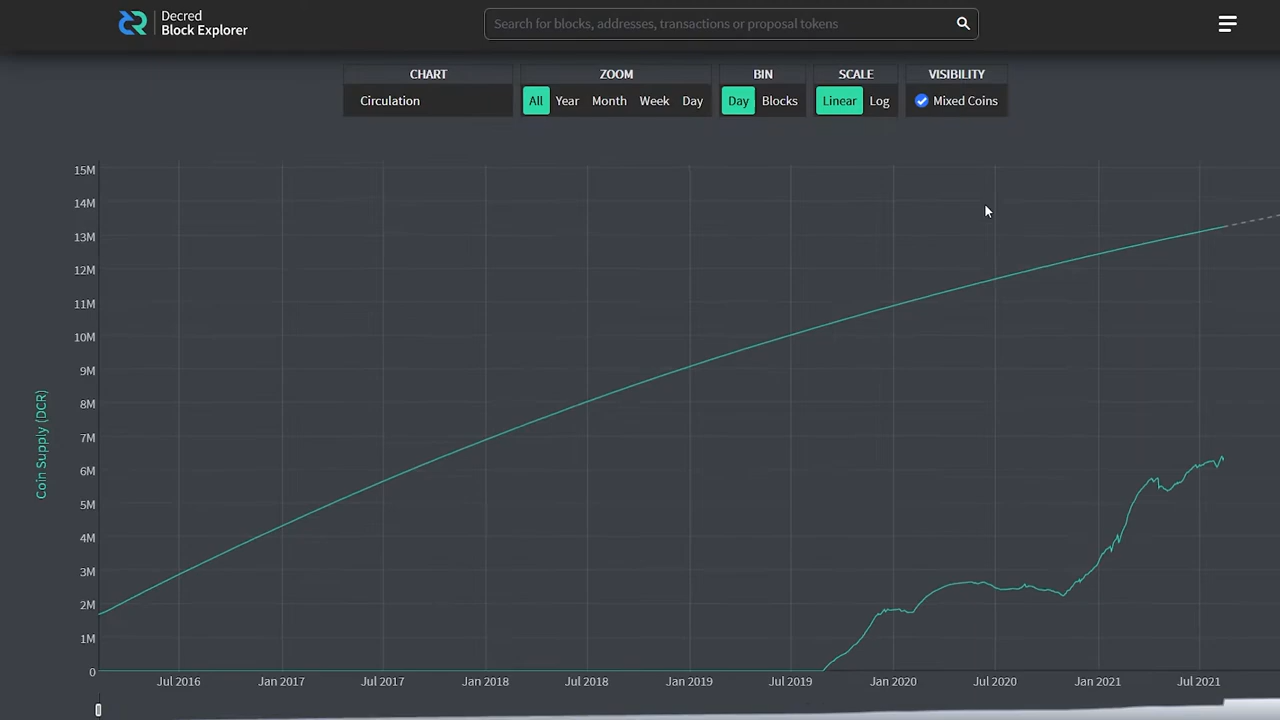 Decred
Block Explorer
Search for blocks, addresses, transactions or proposal tokens
CHART ZOOM BIN SCALE VISIBILITY
Circulation All Year Month Week Day Day Blocks Linear Log Mixed Coins
15M
14M
13M
12M
11M
10M
9M
8M
7M
6M
5M
4M
3M
2M
1M
0
Coin Supply (DCR)
Jul 2016 Jan 2017 Jul 2017 Jan 2018 Jul 2018 Jan 2019 Jul 2019 Jan 2020 Jul 2020 Jan 2021 Jul 2021